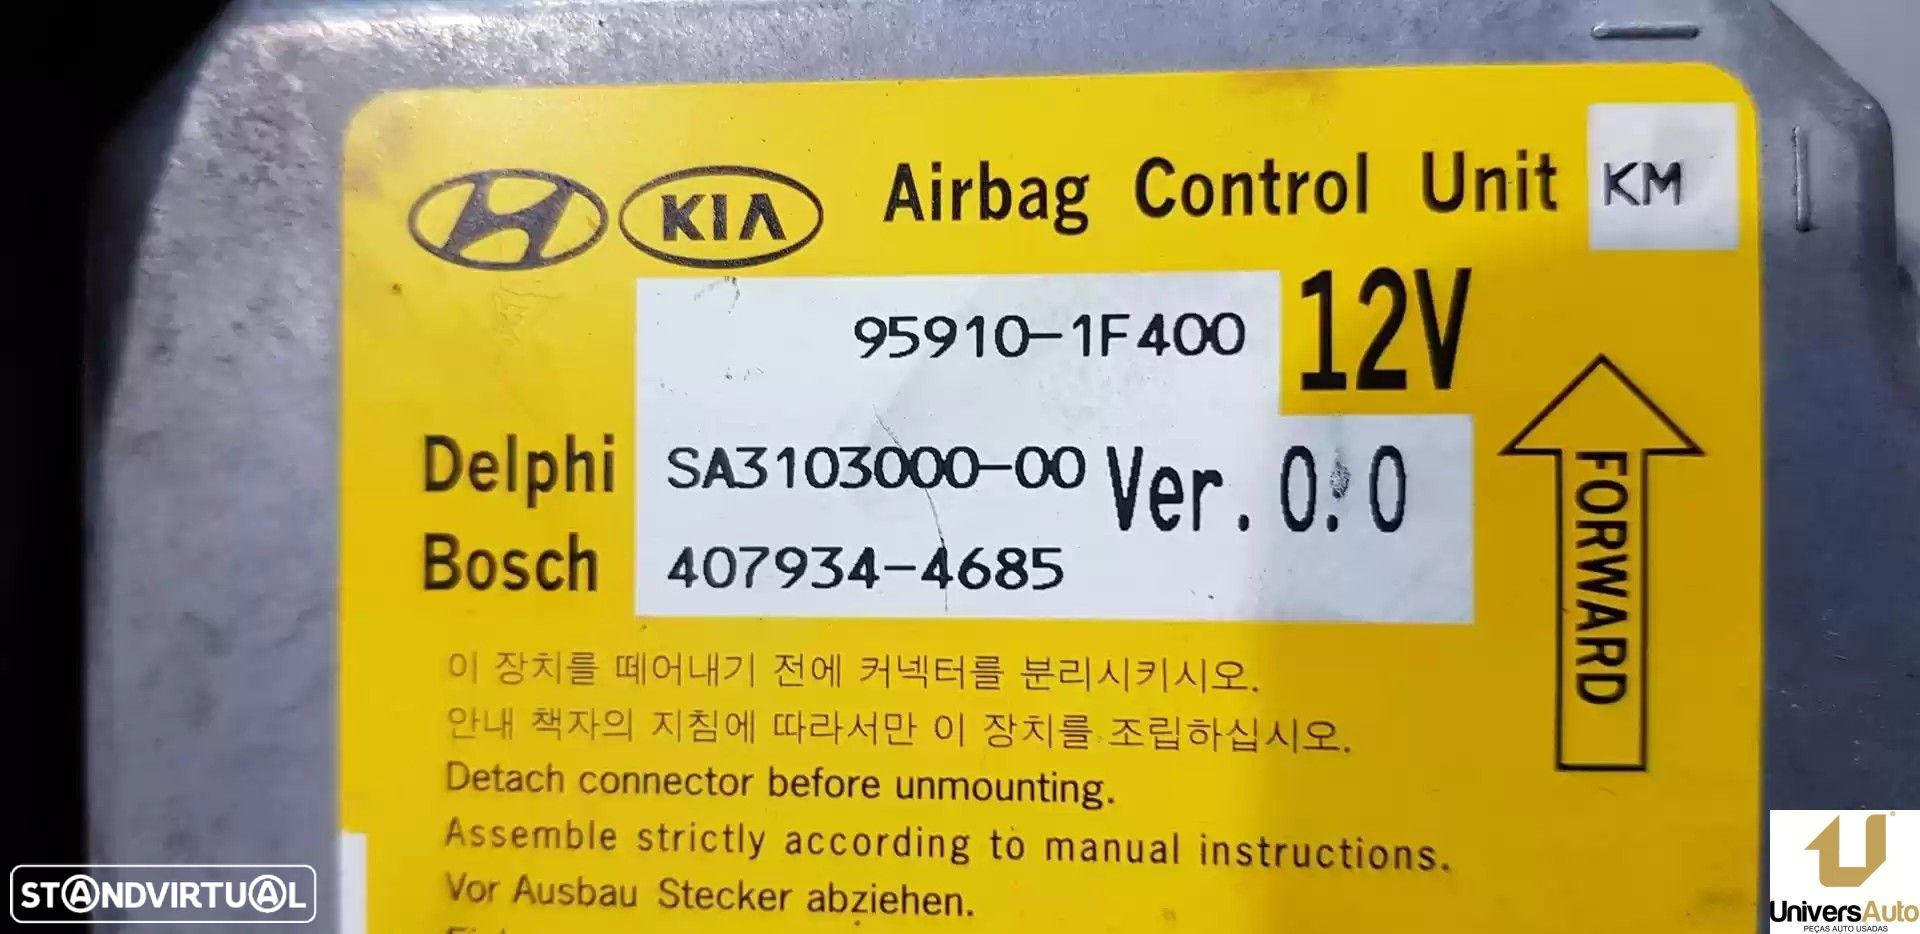 KIA Airbag Control Unit KM
95910-1F400 12V
Delphi SA3103000-00 Ver. 0.0
Bosch 407934-4685
FORWARD
이 장치를 떼어내기 전에 커넥터를 분리시키시오.
안내 책자의 지침에 따라서만 이 장치를 조립하십시오.
Detach connector before unmounting.
Assemble strictly according to manual instructions.
Vor Ausbau Stecker abziehen.
STANDVIRTUAL
UniversAuto
PEÇAS AUTO USADAS